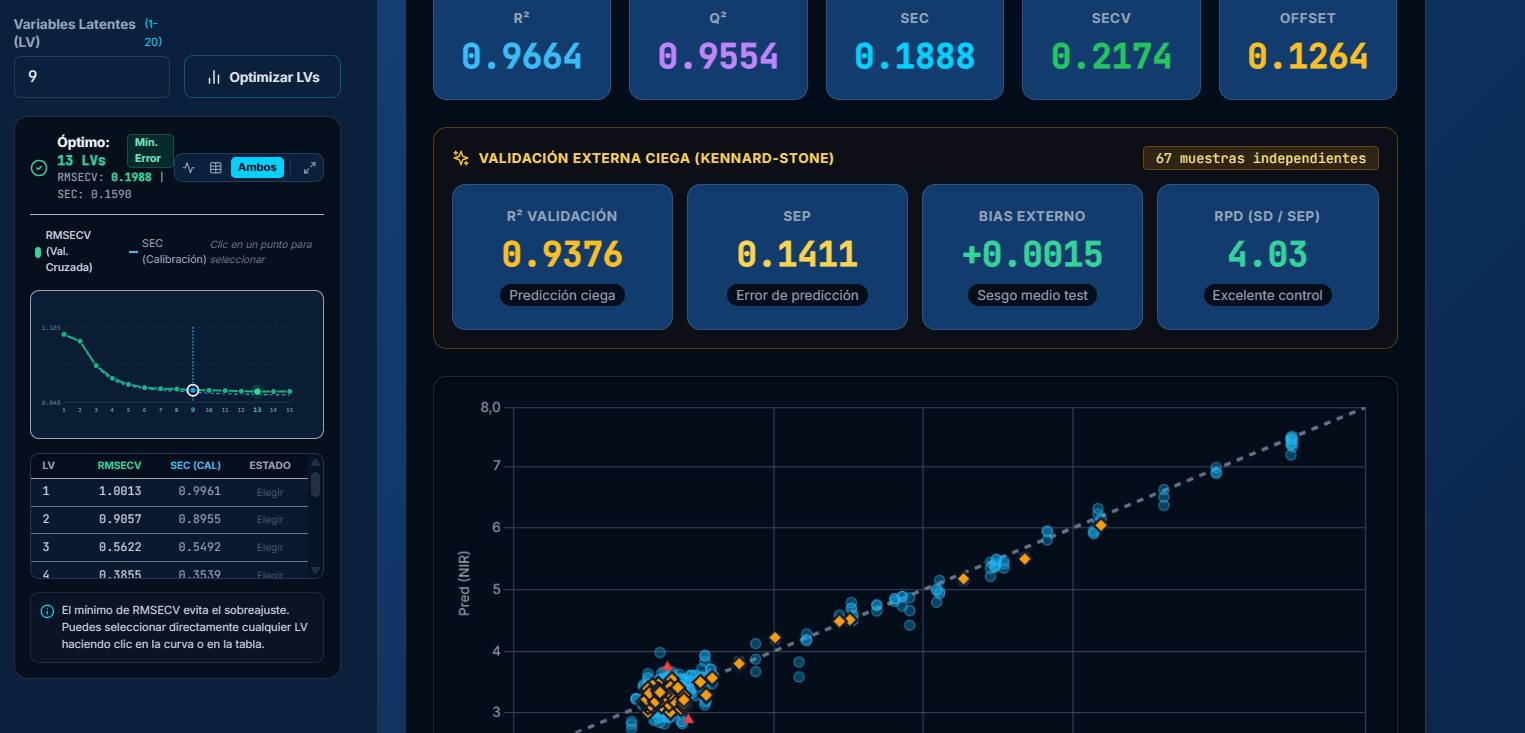 Variables Latentes (1-
(LV) 20)
9
Optimizar LVs
Óptimo: Mín.
13 LVs Error
RMSECV: 0.1988 |
SEC: 0.1590
Ambos
RMSECV
(Val.
Cruzada)
SEC
(Calibración)
Clic en un punto para
seleccionar
1.103
0.048
1 2 3 4 5 6 7 8 9 10 11 12 13 14 15
LV RMSECV SEC (CAL) ESTADO
1 1.0013 0.9961 Elegir
2 0.9057 0.8955 Elegir
3 0.5622 0.5492 Elegir
4 0.3855 0.3539 Elegir
El mínimo de RMSECV evita el sobreajuste.
Puedes seleccionar directamente cualquier LV
haciendo clic en la curva o en la tabla.
R² Q² SEC SECV OFFSET
0.9664 0.9554 0.1888 0.2174 0.1264
VALIDACIÓN EXTERNA CIEGA (KENNARD-STONE)
67 muestras independientes
R² VALIDACIÓN SEP BIAS EXTERNO RPD (SD / SEP)
0.9376 0.1411 +0.0015 4.03
Predicción ciega Error de predicción Sesgo medio test Excelente control
8,0
7
6
5
4
3
Pred (NIR)